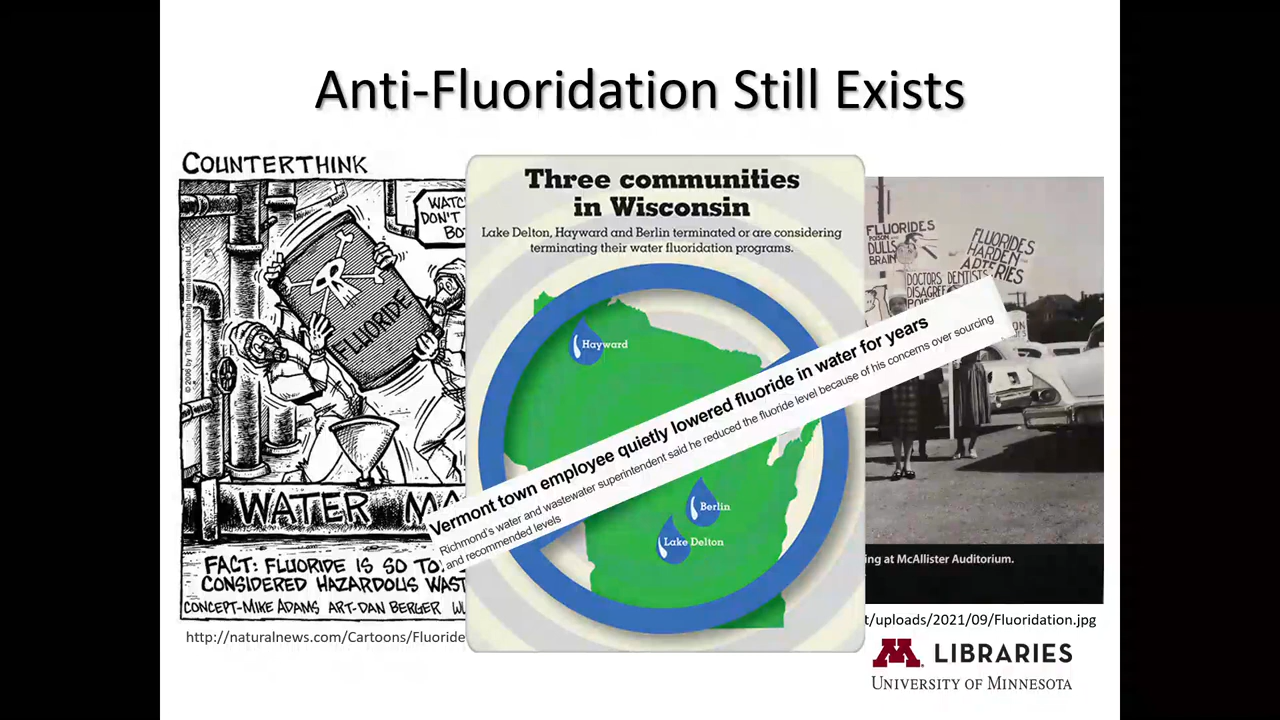 Anti-Fluoridation Still Exists
COUNTERTHINK
© 2006 by Truth Publishing International, Ltd.
DON'T
FLUORIDE
WATER
FACT: FLUORIDE IS SO
CONSIDERED HAZARDOUS
CONCEPT-MIKE ADAMS ART-DAN BERGER
http://naturalnews.com/Cartoons/Fluoride
Three communities
in Wisconsin
Lake Delton, Hayward and Berlin terminated or are considering
terminating their water fluoridation programs.
Hayward
Berlin
Lake Delton
Vermont town employee quietly lowered fluoride in water for years
Richmond's water and wastewater superintendent said he reduced the fluoride level because of his concerns over sourcing
and recommended levels
FLUORIDES
POISON
DULLS
BRAIN
FLUORIDES
HARDEN
ARTERIES
DOCTORS DENTISTS
DISAGREE
ing at McAllister Auditorium.
t/uploads/2021/09/Fluoridation.jpg
M LIBRARIES
UNIVERSITY OF MINNESOTA